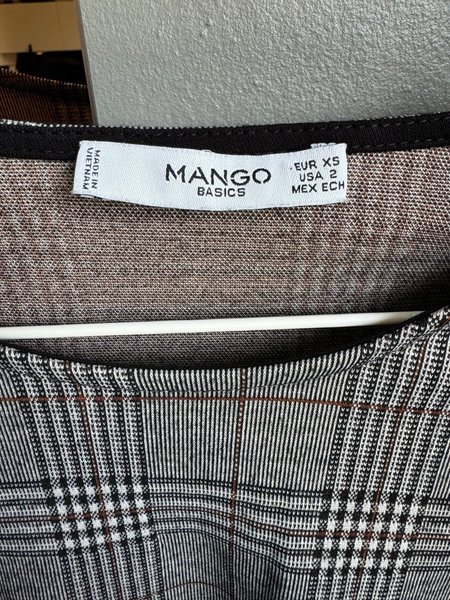 MADE IN
VIETNAM
MANGO
BASICS
EUR XS
USA 2
MEX ECH